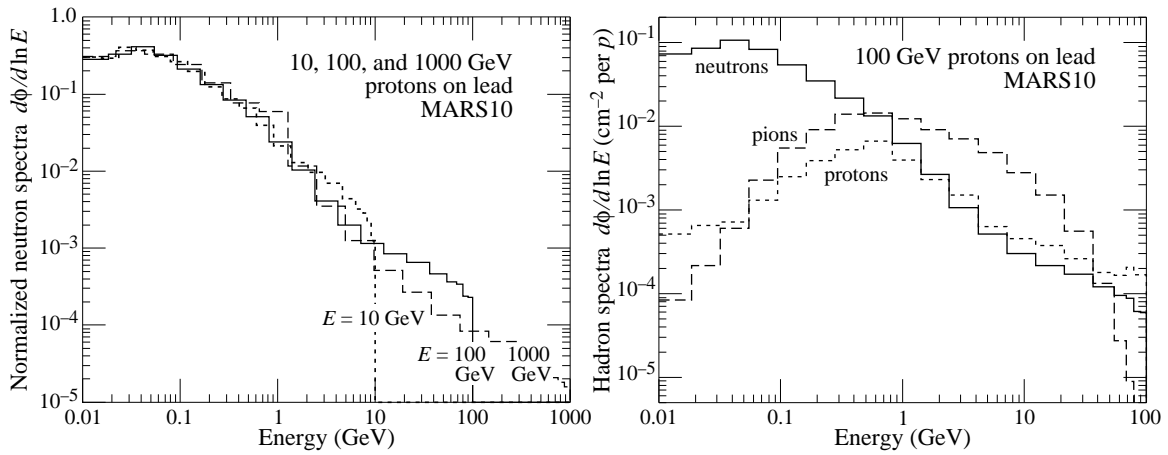 Normalized neutron spectra dϕ/d ln E
1.0
10⁻¹
10⁻²
10⁻³
10⁻⁴
10⁻⁵
10, 100, and 1000 GeV
protons on lead
MARS10
E = 10 GeV
E = 100
GeV
1000
GeV
0.01
0.1
1
10
100
1000
Energy (GeV)
Hadron spectra dϕ/d ln E (cm⁻² per p)
10⁻¹
10⁻²
10⁻³
10⁻⁴
10⁻⁵
neutrons
100 GeV protons on lead
MARS10
pions
protons
0.01
0.1
1
10
100
Energy (GeV)